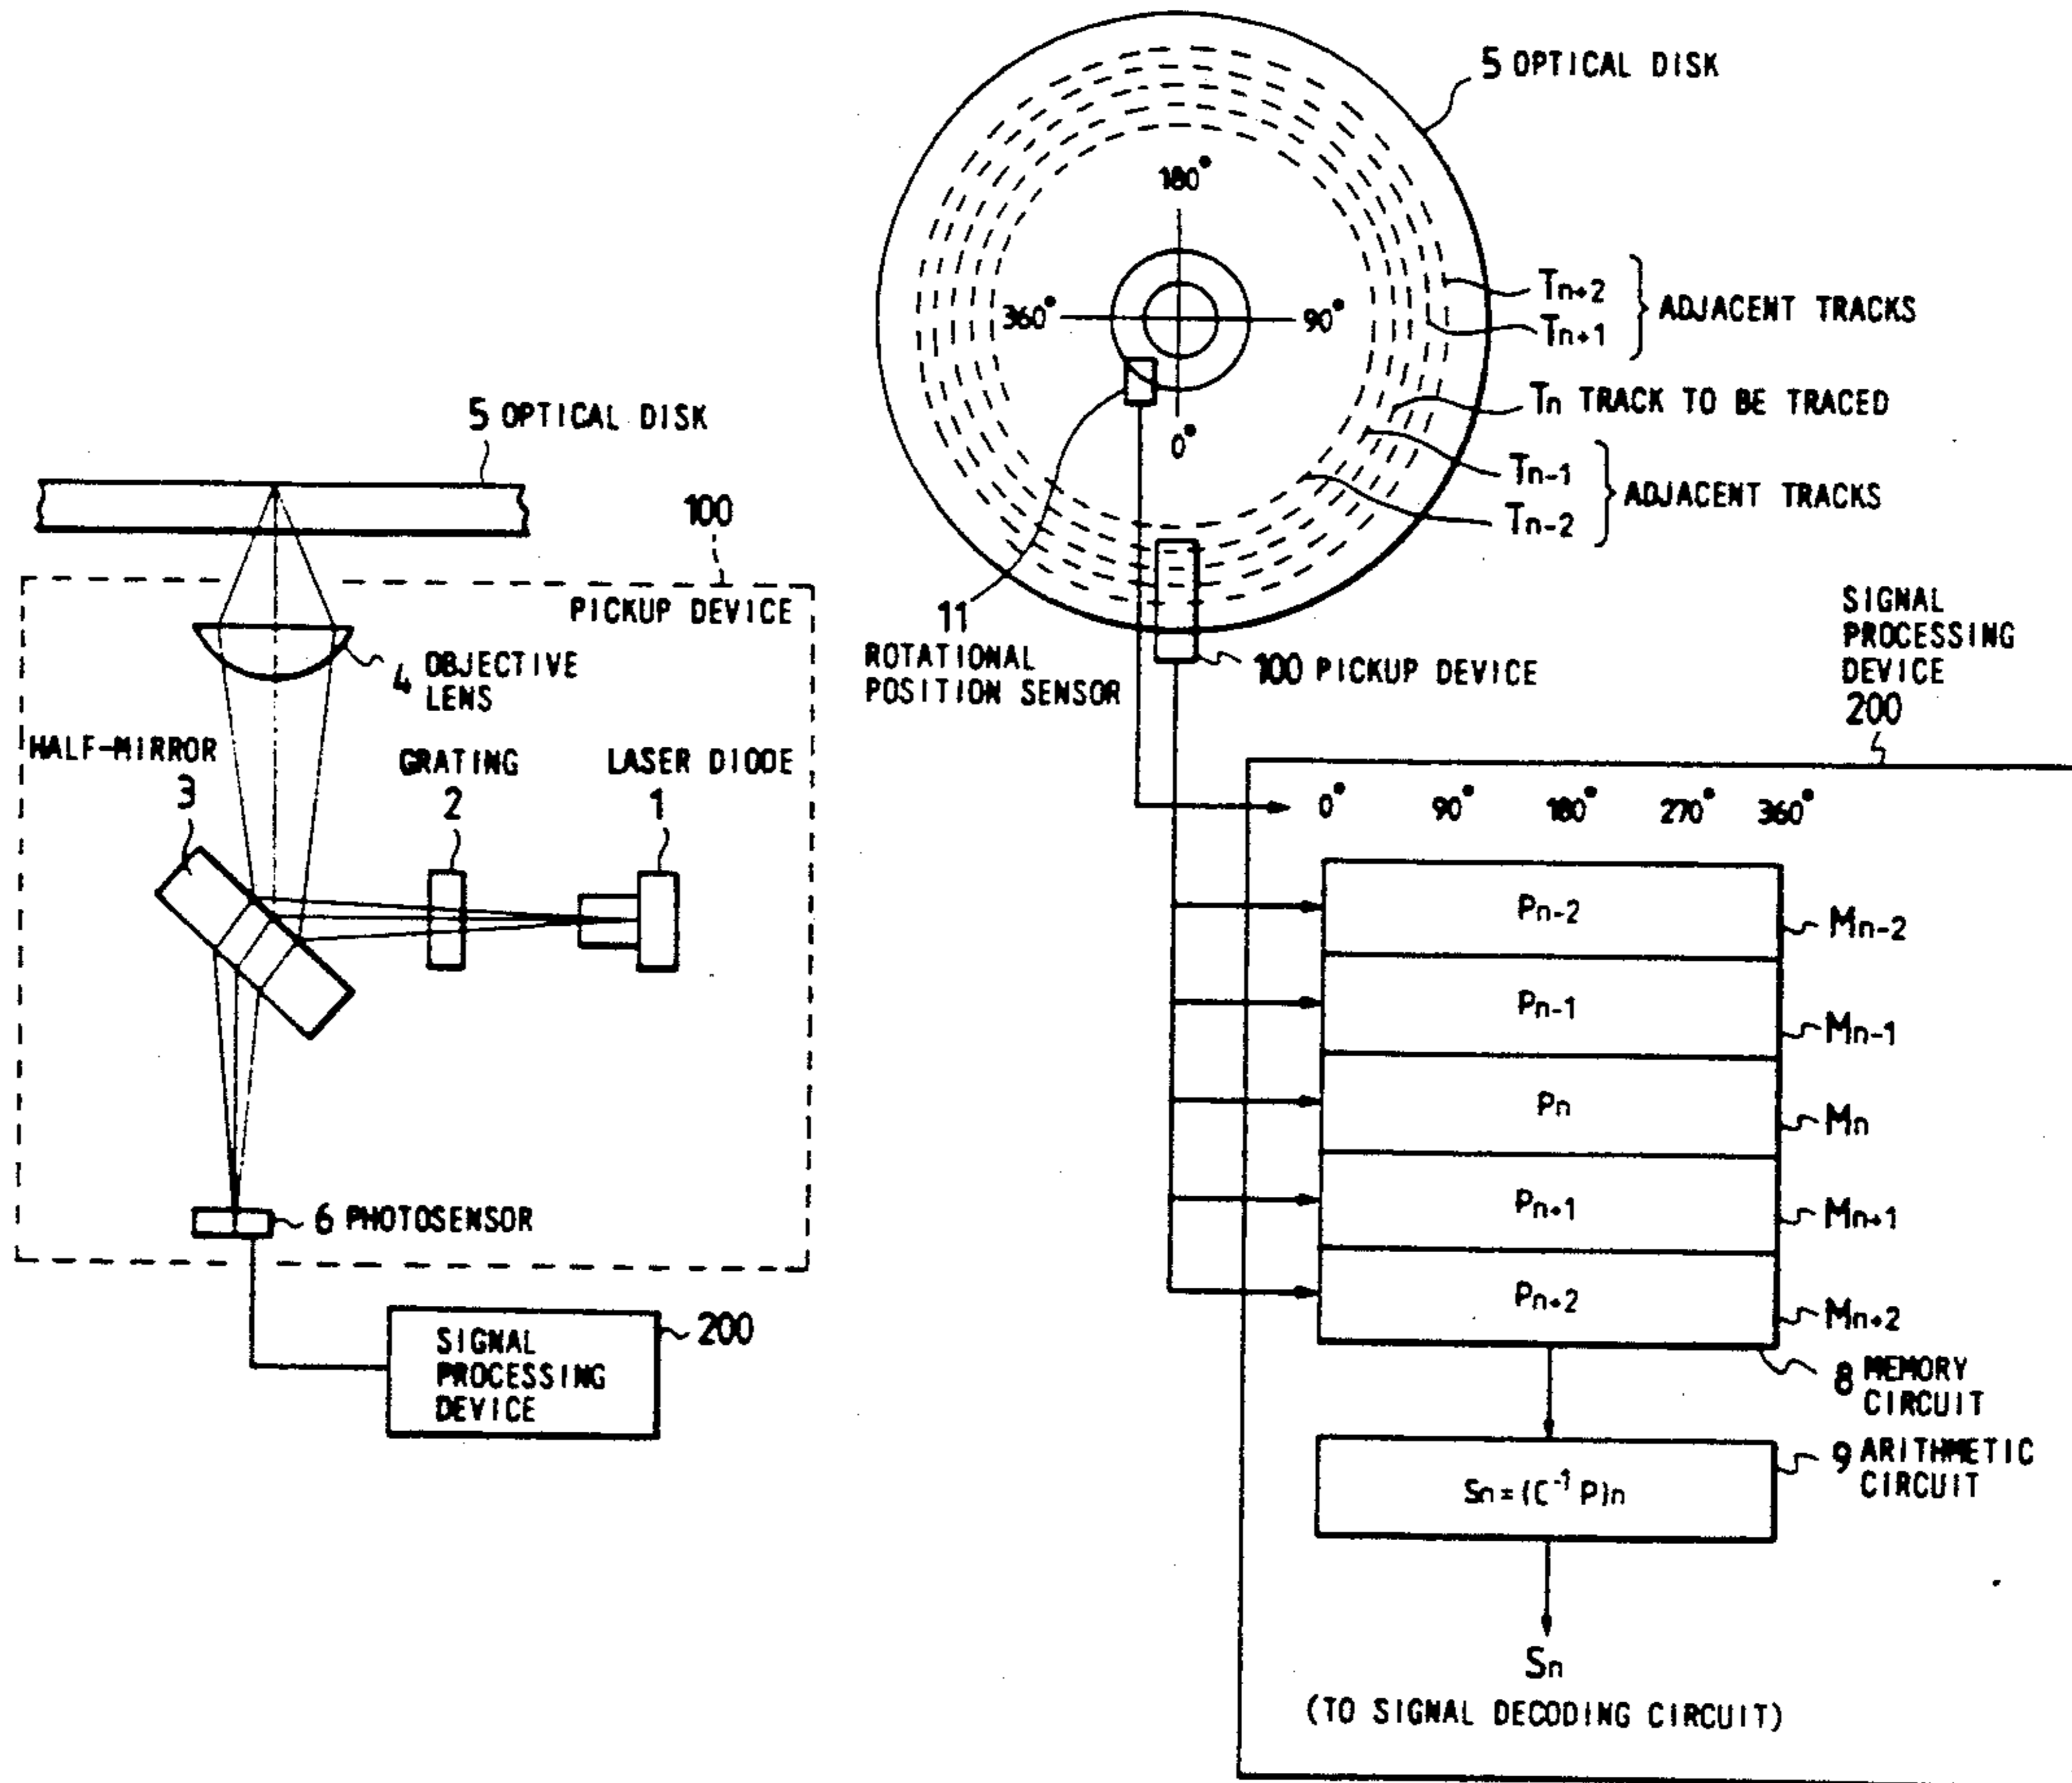 5 OPTICAL DISK
100
PICKUP DEVICE
4 OBJECTIVE
LENS
HALF-MIRROR
3
GRATING
2
LASER DIODE
1
6 PHOTOSENSOR
SIGNAL
PROCESSING
DEVICE
200
5 OPTICAL DISK
180°
360°
90°
0°
Tn+2
Tn+1
ADJACENT TRACKS
Tn TRACK TO BE TRACED
Tn-1
Tn-2
ADJACENT TRACKS
11
ROTATIONAL
POSITION SENSOR
100 PICKUP DEVICE
SIGNAL
PROCESSING
DEVICE
200
0° 90° 180° 270° 360°
Pn-2 Mn-2
Pn-1 Mn-1
Pn Mn
Pn+1 Mn+1
Pn+2 Mn+2
8 MEMORY
CIRCUIT
9 ARITHMETIC
CIRCUIT
Sn=(C⁻¹P)n
Sn
(TO SIGNAL DECODING CIRCUIT)